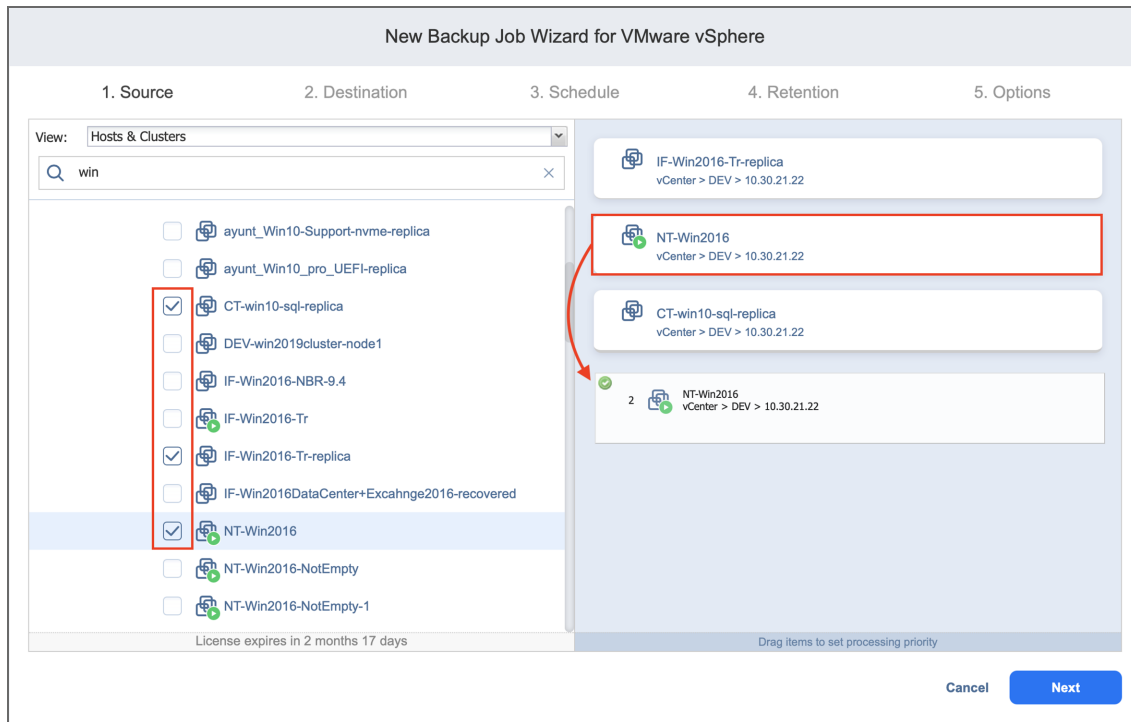 New Backup Job Wizard for VMware vSphere
1. Source
2. Destination
3. Schedule
4. Retention
5. Options
View:
Hosts & Clusters
win
ayunt_Win10-Support-nvme-replica
ayunt_Win10_pro_UEFI-replica
CT-win10-sql-replica
DEV-win2019cluster-node1
IF-Win2016-NBR-9.4
IF-Win2016-Tr
IF-Win2016-Tr-replica
IF-Win2016DataCenter+Excahnge2016-recovered
NT-Win2016
NT-Win2016-NotEmpty
NT-Win2016-NotEmpty-1
License expires in 2 months 17 days
IF-Win2016-Tr-replica
vCenter > DEV > 10.30.21.22
NT-Win2016
vCenter > DEV > 10.30.21.22
CT-win10-sql-replica
vCenter > DEV > 10.30.21.22
2
NT-Win2016
vCenter > DEV > 10.30.21.22
Drag items to set processing priority
Cancel
Next